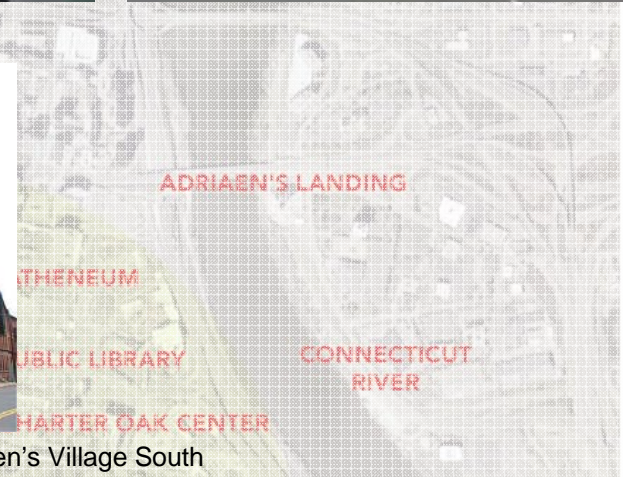 ADRIAEN'S LANDING
THENEUM
UBLIC LIBRARY
CONNECTICUT
RIVER
HARTER OAK CENTER
en's Village South